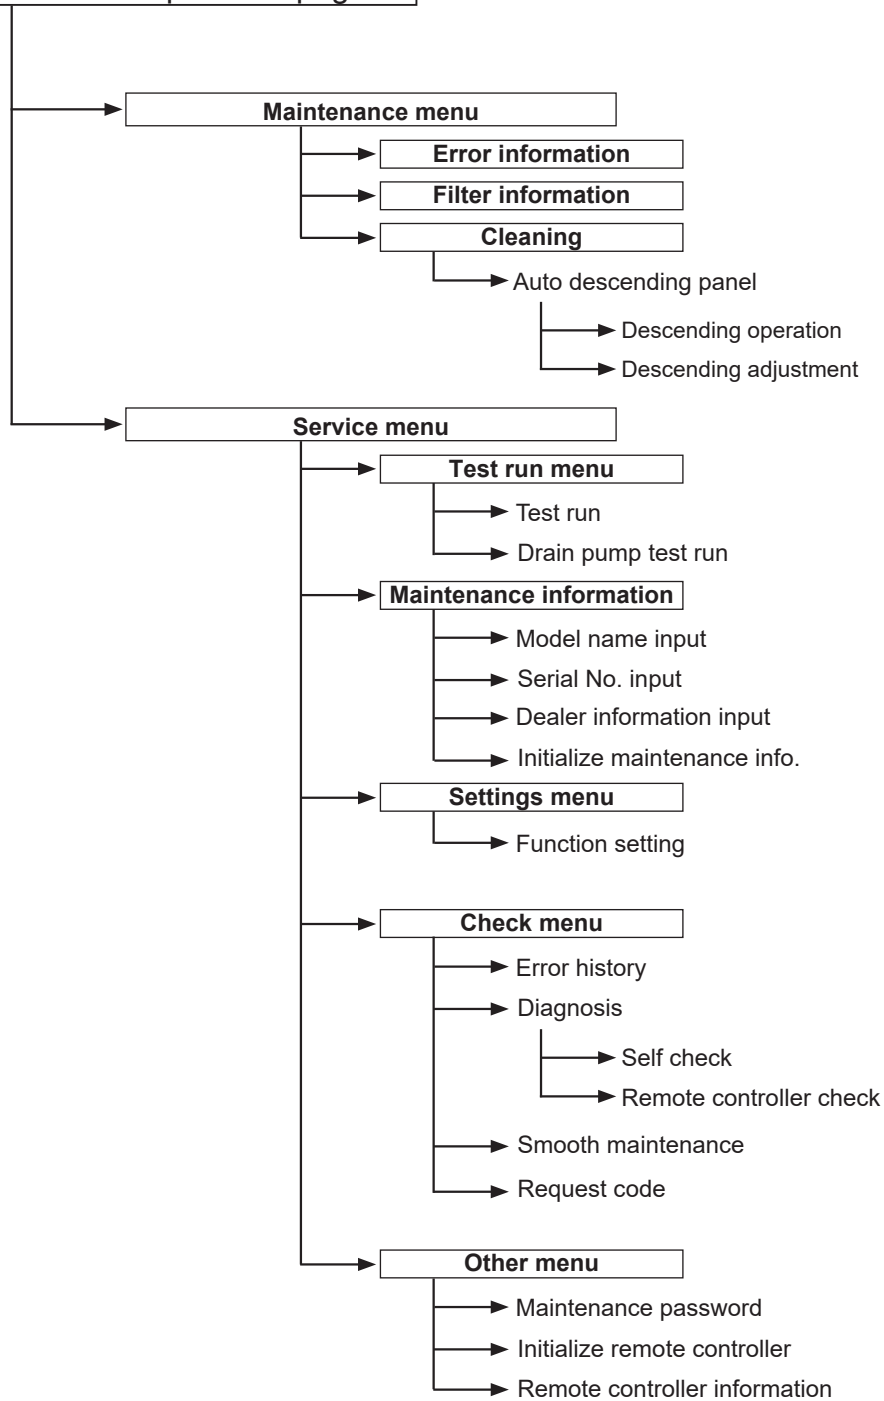 Maintenance menu
Error information
Filter information
Cleaning
Auto descending panel
Descending operation
Descending adjustment
Service menu
Test run menu
Test run
Drain pump test run
Maintenance information
Model name input
Serial No. input
Dealer information input
Initialize maintenance info.
Settings menu
Function setting
Check menu
Error history
Diagnosis
Self check
Remote controller check
Smooth maintenance
Request code
Other menu
Maintenance password
Initialize remote controller
Remote controller information